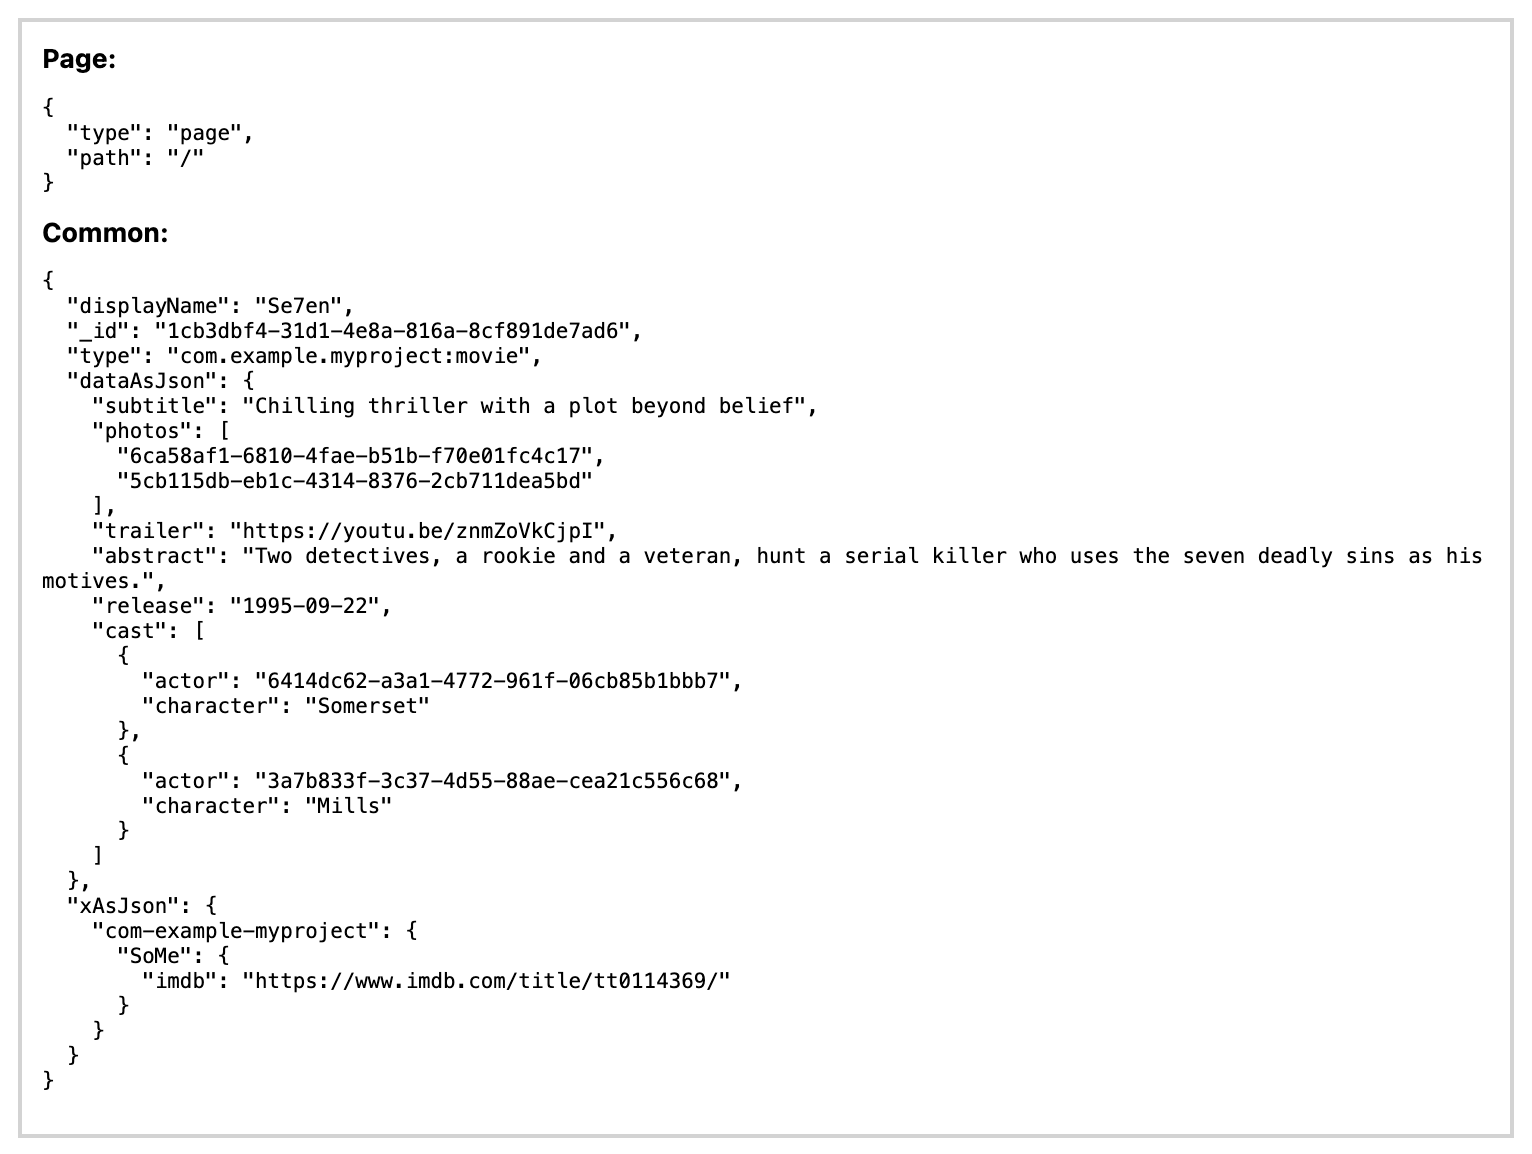 Page:
{
  "type": "page",
  "path": "/"
}
Common:
{
  "displayName": "Se7en",
  "_id": "1cb3dbf4-31d1-4e8a-816a-8cf891de7ad6",
  "type": "com.example.myproject:movie",
  "dataAsJson": {
    "subtitle": "Chilling thriller with a plot beyond belief",
    "photos": [
      "6ca58af1-6810-4fae-b51b-f70e01fc4c17",
      "5cb115db-eb1c-4314-8376-2cb711dea5bd"
    ],
    "trailer": "https://youtu.be/znmZoVkCjpI",
    "abstract": "Two detectives, a rookie and a veteran, hunt a serial killer who uses the seven deadly sins as his
motives.",
    "release": "1995-09-22",
    "cast": [
      {
        "actor": "6414dc62-a3a1-4772-961f-06cb85b1bbb7",
        "character": "Somerset"
      },
      {
        "actor": "3a7b833f-3c37-4d55-88ae-cea21c556c68",
        "character": "Mills"
      }
    ]
  },
  "xAsJson": {
    "com-example-myproject": {
      "SoMe": {
        "imdb": "https://www.imdb.com/title/tt0114369/"
      }
    }
  }
}